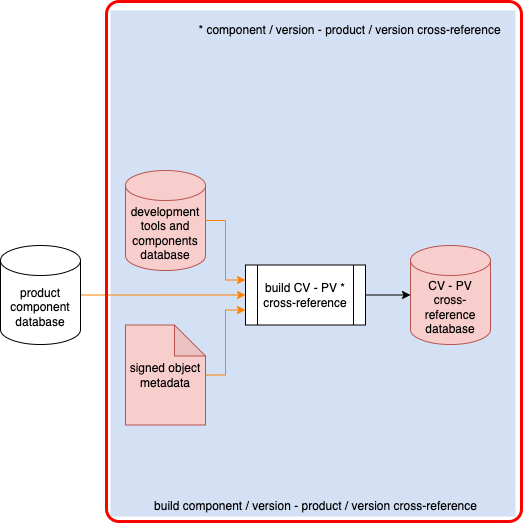 * component / version - product / version cross-reference
development
tools and
components
database
product
component
database
build CV - PV *
cross-reference
CV - PV
cross-
reference
database
signed object
metadata
build component / version - product / version cross-reference